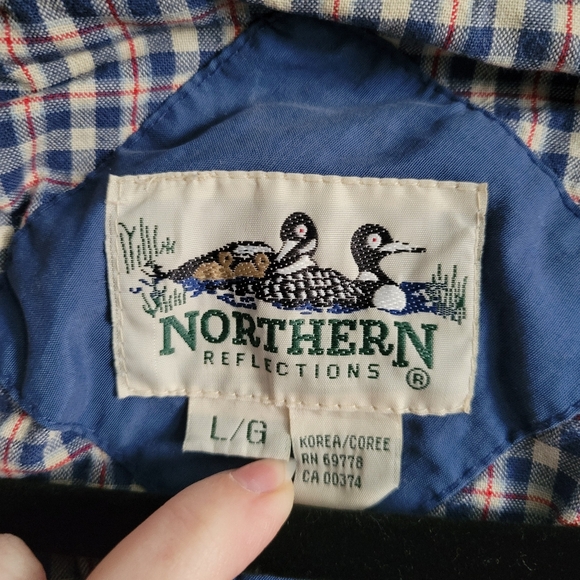 NORTHERN
REFLECTIONS ®
L/G
KOREA/COREE
RN 69778
CA 00374